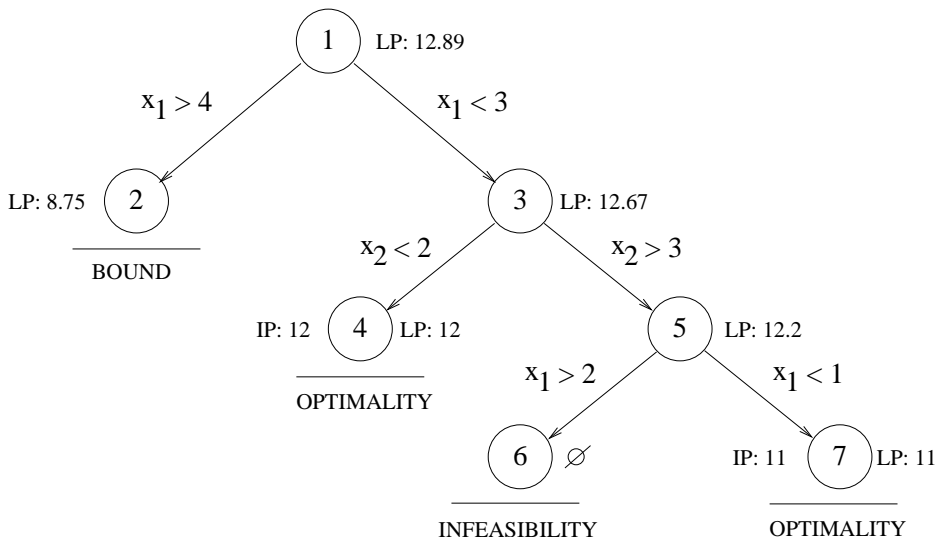 1 LP: 12.89
x1 > 4
x1 < 3
LP: 8.75 2
3 LP: 12.67
BOUND
x2 < 2
x2 > 3
IP: 12 4 LP: 12
5 LP: 12.2
OPTIMALITY
x1 > 2
x1 < 1
6 ∅
IP: 11 7 LP: 11
INFEASIBILITY
OPTIMALITY